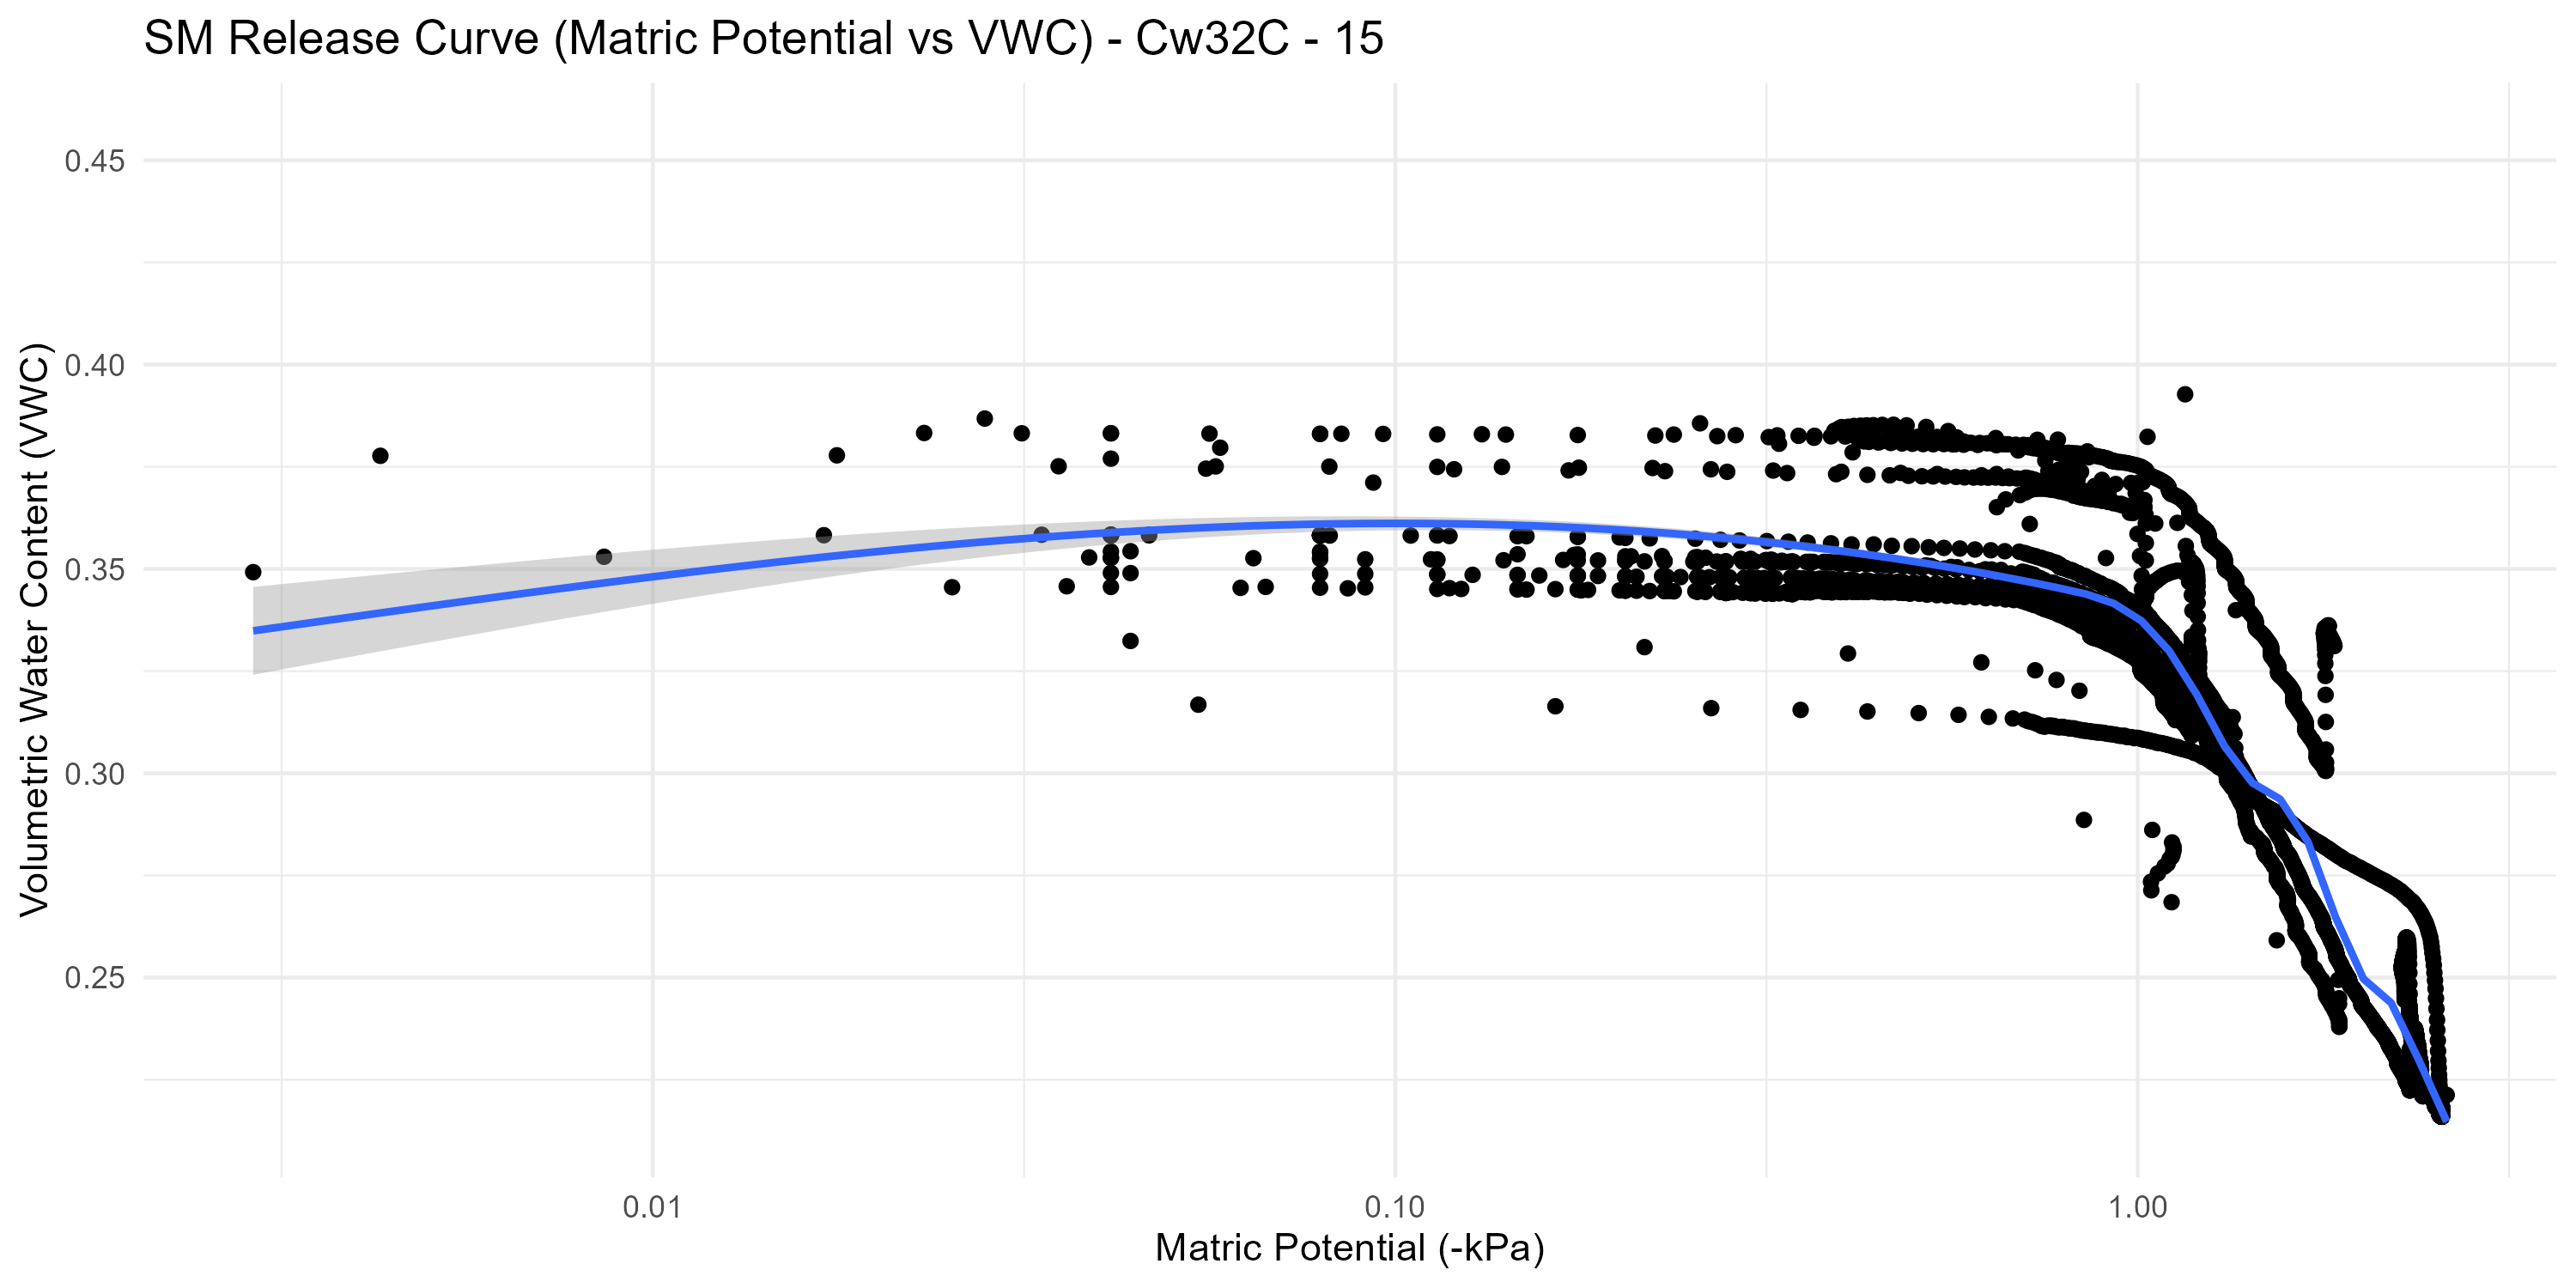 SM Release Curve (Matric Potential vs VWC) - Cw32C - 15
Volumetric Water Content (VWC)
0.45
0.40
0.35
0.30
0.25
0.01
0.10
1.00
Matric Potential (-kPa)